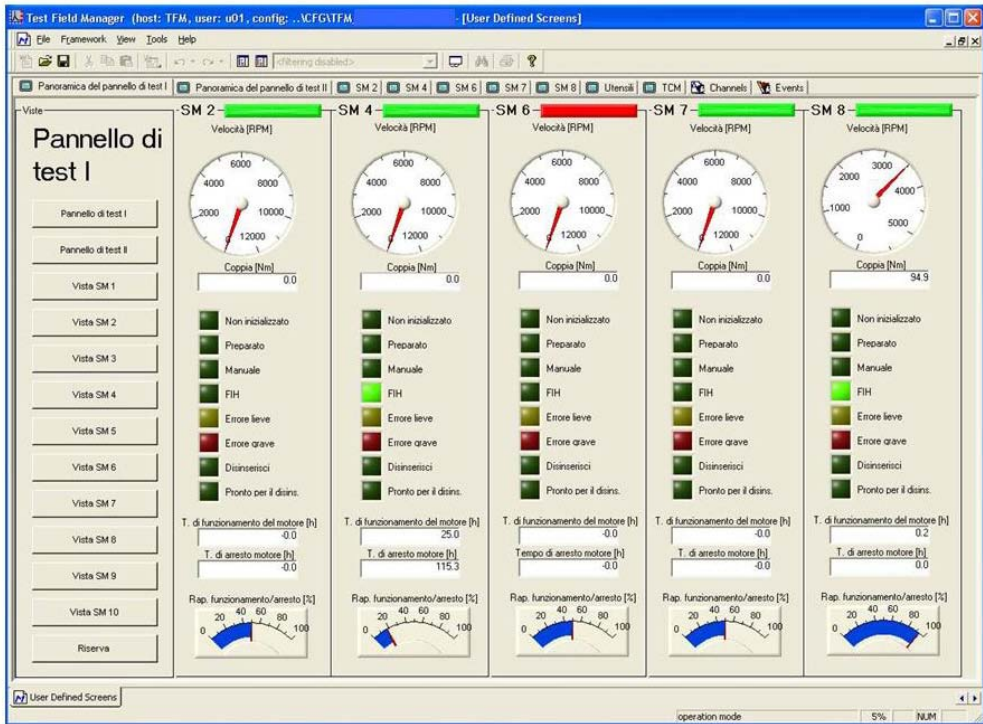 Test Field Manager (host: TFM, user: u01, config: ..\CFG\TFM_ - [User Defined Screens]
File Framework View Tools Help
<filtering disabled>
Panoramica del pannello di test I Panoramica del pannello di test II SM 2 SM 4 SM 6 SM 7 SM 8 Utensili TCM Channels Events
Viste
Pannello di
test I
Pannello di test I
Pannello di test II
Vista SM 1
Vista SM 2
Vista SM 3
Vista SM 4
Vista SM 5
Vista SM 6
Vista SM 7
Vista SM 8
Vista SM 9
Vista SM 10
Riserva
SM 2
Velocità [RPM]
0 2000 4000 6000 8000 10000 12000
Coppia [Nm]
0.0
Non inizializzato
Preparato
Manuale
FIH
Errore lieve
Errore grave
Disinserisci
Pronto per il disins.
T. di funzionamento del motore [h]
-0.0
T. di arresto motore [h]
-0.0
Rap. funzionamento/arresto [%]
0 20 40 60 80 100
SM 4
Velocità [RPM]
0 2000 4000 6000 8000 10000 12000
Coppia [Nm]
0.0
Non inizializzato
Preparato
Manuale
FIH
Errore lieve
Errore grave
Disinserisci
Pronto per il disins.
T. di funzionamento del motore [h]
25.0
T. di arresto motore [h]
115.3
Rap. funzionamento/arresto [%]
0 20 40 60 80 100
SM 6
Velocità [RPM]
0 2000 4000 6000 8000 10000 12000
Coppia [Nm]
0.0
Non inizializzato
Preparato
Manuale
FIH
Errore lieve
Errore grave
Disinserisci
Pronto per il disins.
T. di funzionamento del motore [h]
-0.0
Tempo di arresto motore [h]
-0.0
Rap. funzionamento/arresto [%]
0 20 40 60 80 100
SM 7
Velocità [RPM]
0 2000 4000 6000 8000 10000 12000
Coppia [Nm]
0.0
Non inizializzato
Preparato
Manuale
FIH
Errore lieve
Errore grave
Disinserisci
Pronto per il disins.
T. di funzionamento del motore [h]
-0.0
T. di arresto motore [h]
-0.0
Rap. funzionamento/arresto [%]
0 20 40 60 80 100
SM 8
Velocità [RPM]
0 1000 2000 3000 4000 5000
Coppia [Nm]
94.9
Non inizializzato
Preparato
Manuale
FIH
Errore lieve
Errore grave
Disinserisci
Pronto per il disins.
T. di funzionamento del motore [h]
0.2
T. di arresto motore [h]
0.0
Rap. funzionamento/arresto [%]
0 20 40 60 80 100
User Defined Screens
operation mode 5% NUM